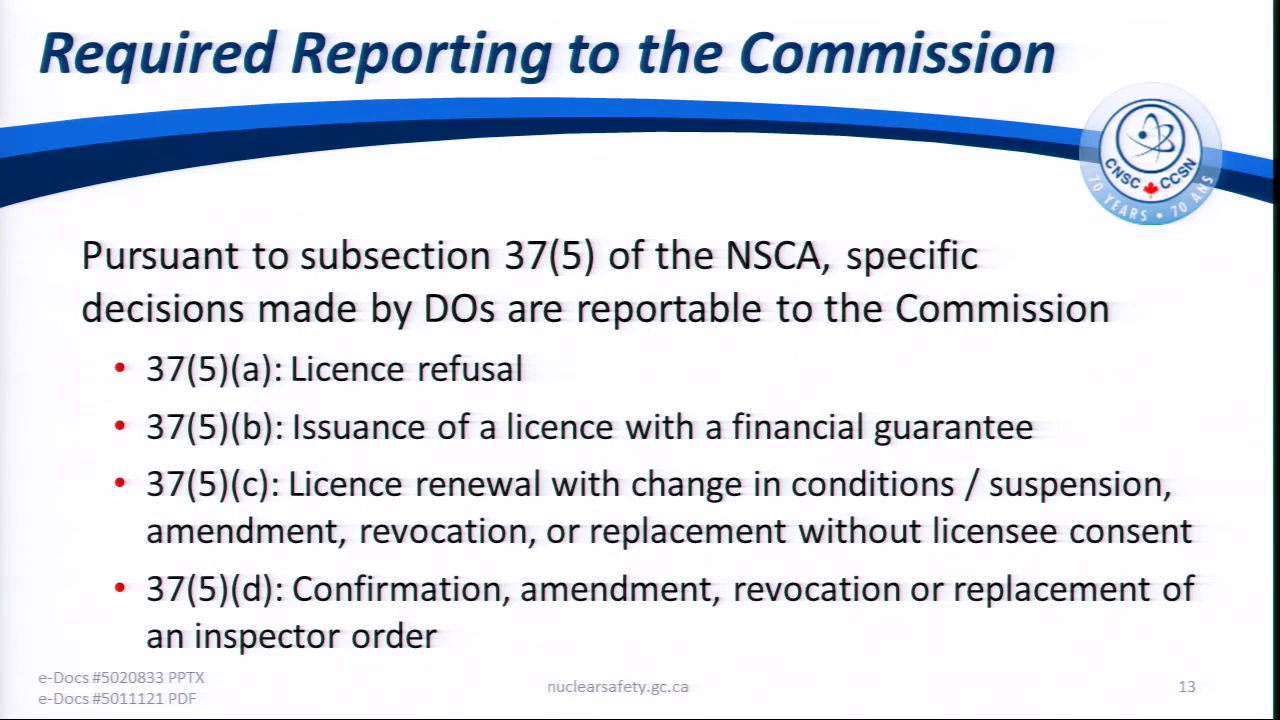 Required Reporting to the Commission
CNSC CCSN
70 YEARS • 70 ANS
Pursuant to subsection 37(5) of the NSCA, specific
decisions made by DOs are reportable to the Commission
• 37(5)(a): Licence refusal
• 37(5)(b): Issuance of a licence with a financial guarantee
• 37(5)(c): Licence renewal with change in conditions / suspension,
amendment, revocation, or replacement without licensee consent
• 37(5)(d): Confirmation, amendment, revocation or replacement of
an inspector order
e-Docs #5020833 PPTX
e-Docs #5011121 PDF
nuclearsafety.gc.ca
13